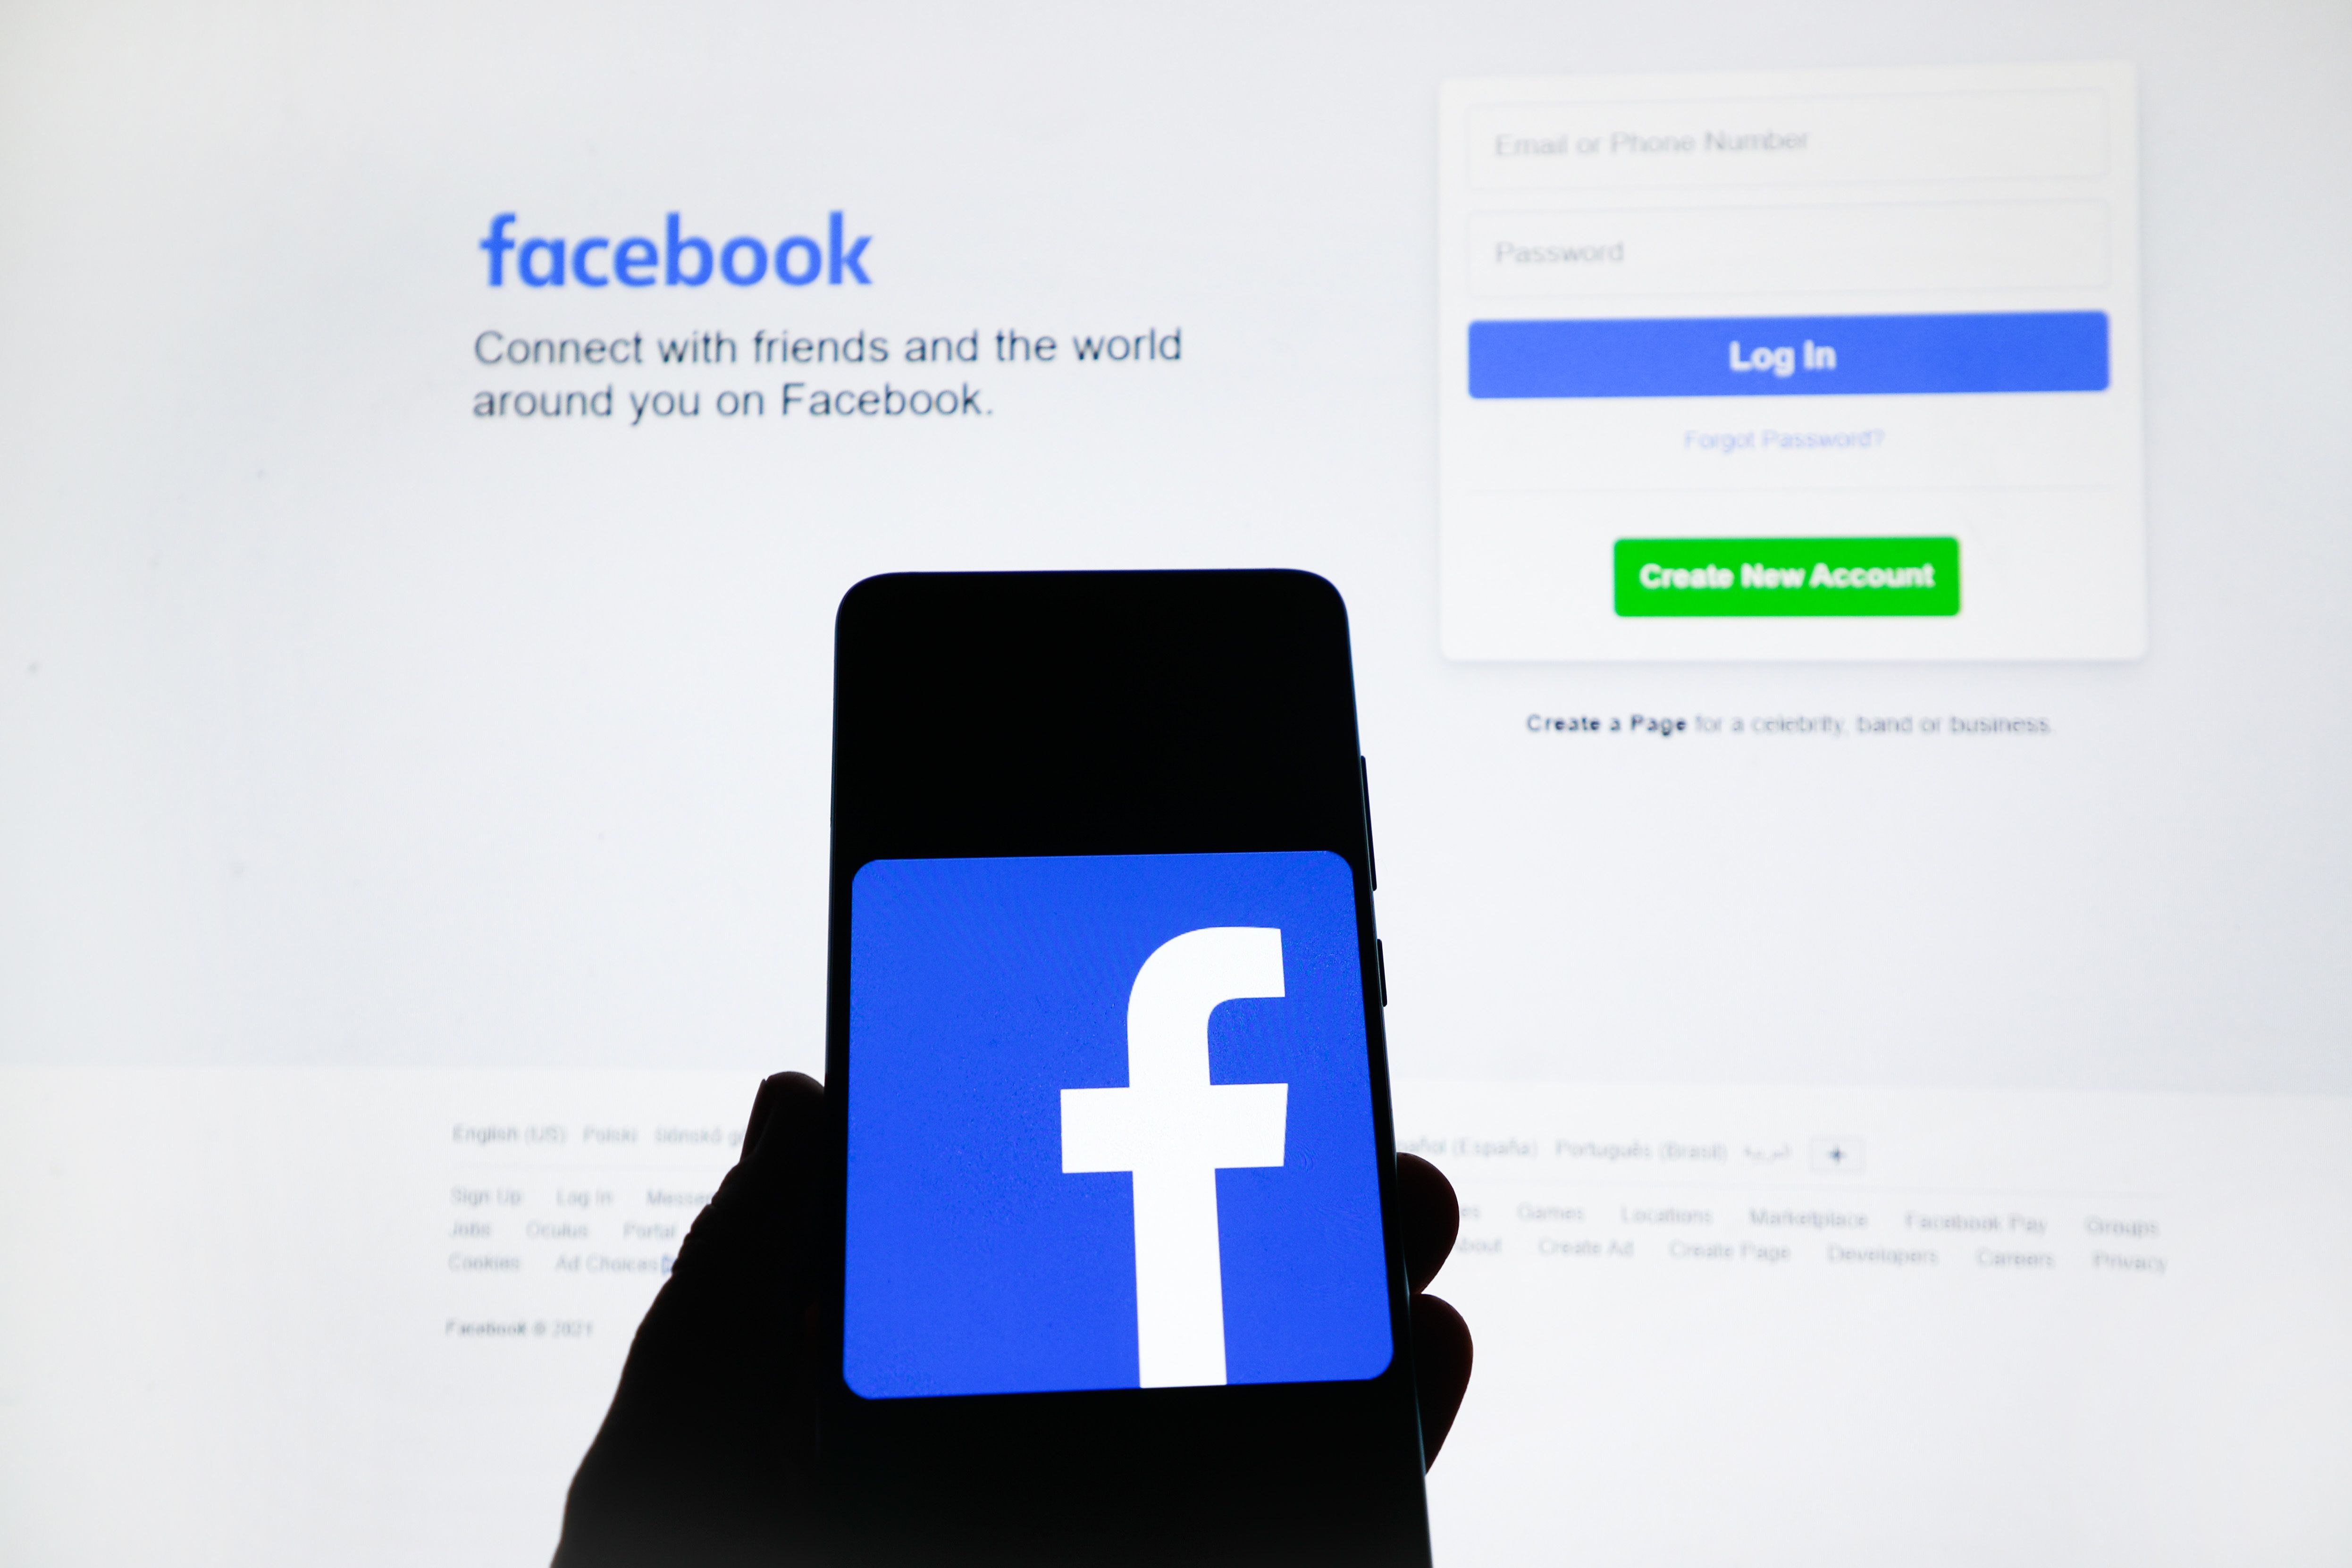 facebook
Connect with friends and the world
around you on Facebook.
Email or Phone Number
Password
Log In
Forgot Password?
Create New Account
Create a Page for a celebrity, band or business.
f
English (US) Polski
Español (España) Português (Brasil)
Sign Up Log In
Games Locations Marketplace Facebook Pay Groups
Jobs Oculus Portal
About Create Ad Create Page Developers Careers Privacy
Cookies Ad Choices
Facebook © 2021